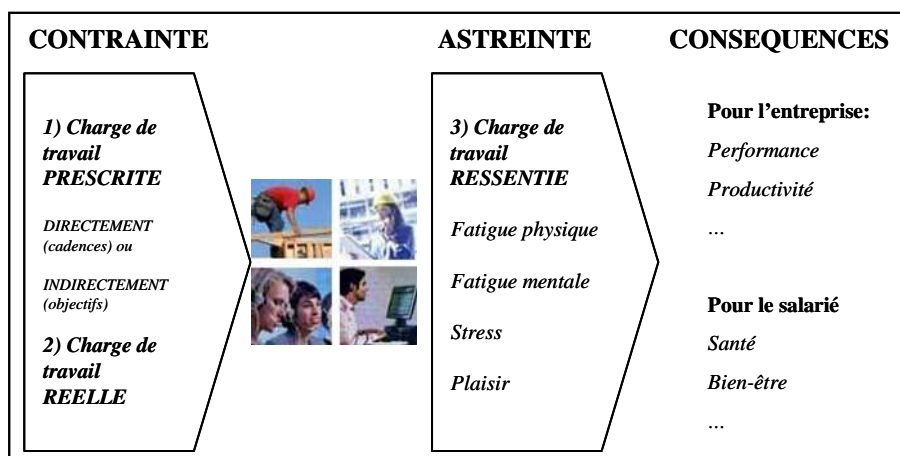 CONTRAINTE
1) Charge de
travail
PRESCRITE
DIRECTEMENT
(cadences) ou
INDIRECTEMENT
(objectifs)
2) Charge de
travail
REELLE
ASTREINTE
3) Charge de
travail
RESSENTIE
Fatigue physique
Fatigue mentale
Stress
Plaisir
CONSEQUENCES
Pour l'entreprise:
Performance
Productivité
...
Pour le salarié
Santé
Bien-être
...